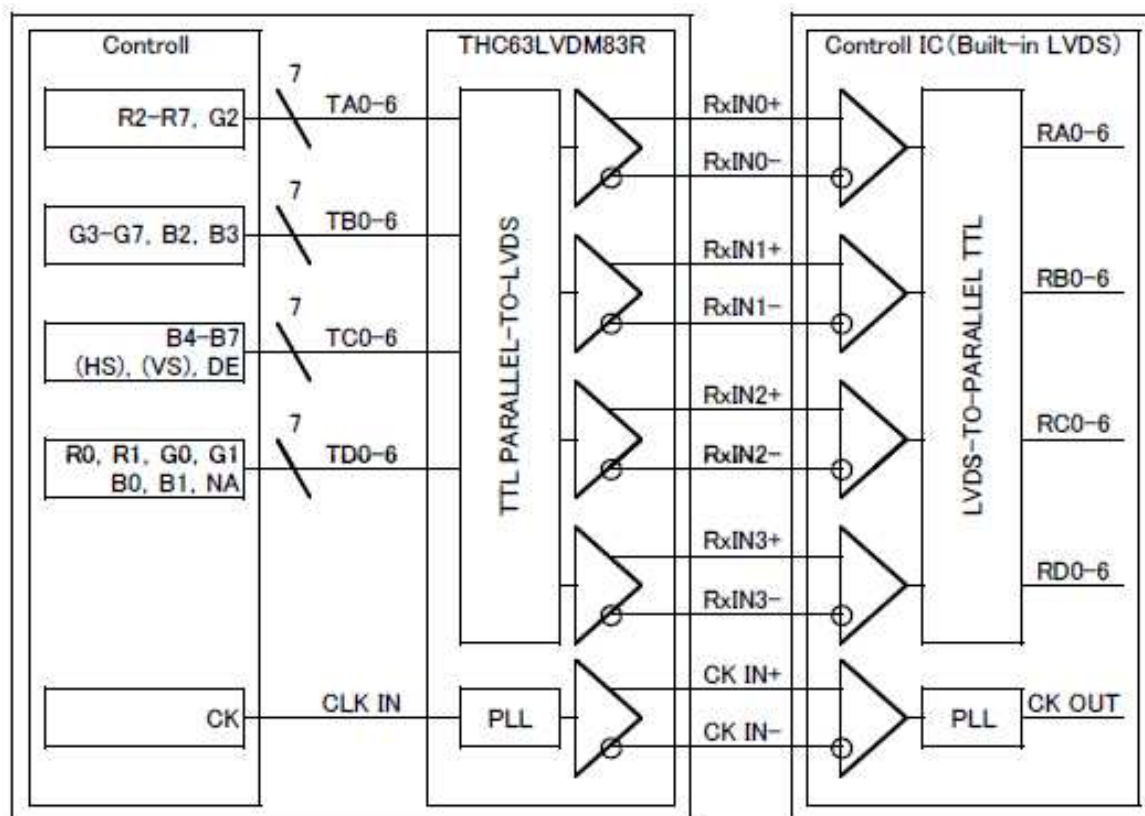 Controll
THC63LVDM83R
Controll IC(Built-in LVDS)
7
TA0-6
R2-R7, G2
RxIN0+
RxIN0-
RA0-6
7
TB0-6
G3-G7, B2, B3
RxIN1+
RxIN1-
RB0-6
7
TC0-6
B4-B7
(HS), (VS), DE
RxIN2+
RxIN2-
RC0-6
7
TD0-6
R0, R1, G0, G1
B0, B1, NA
RxIN3+
RxIN3-
RD0-6
TTL PARALLEL-TO-LVDS
LVDS-TO-PARALLEL TTL
CK
CLK IN
PLL
CK IN+
CK IN-
PLL
CK OUT